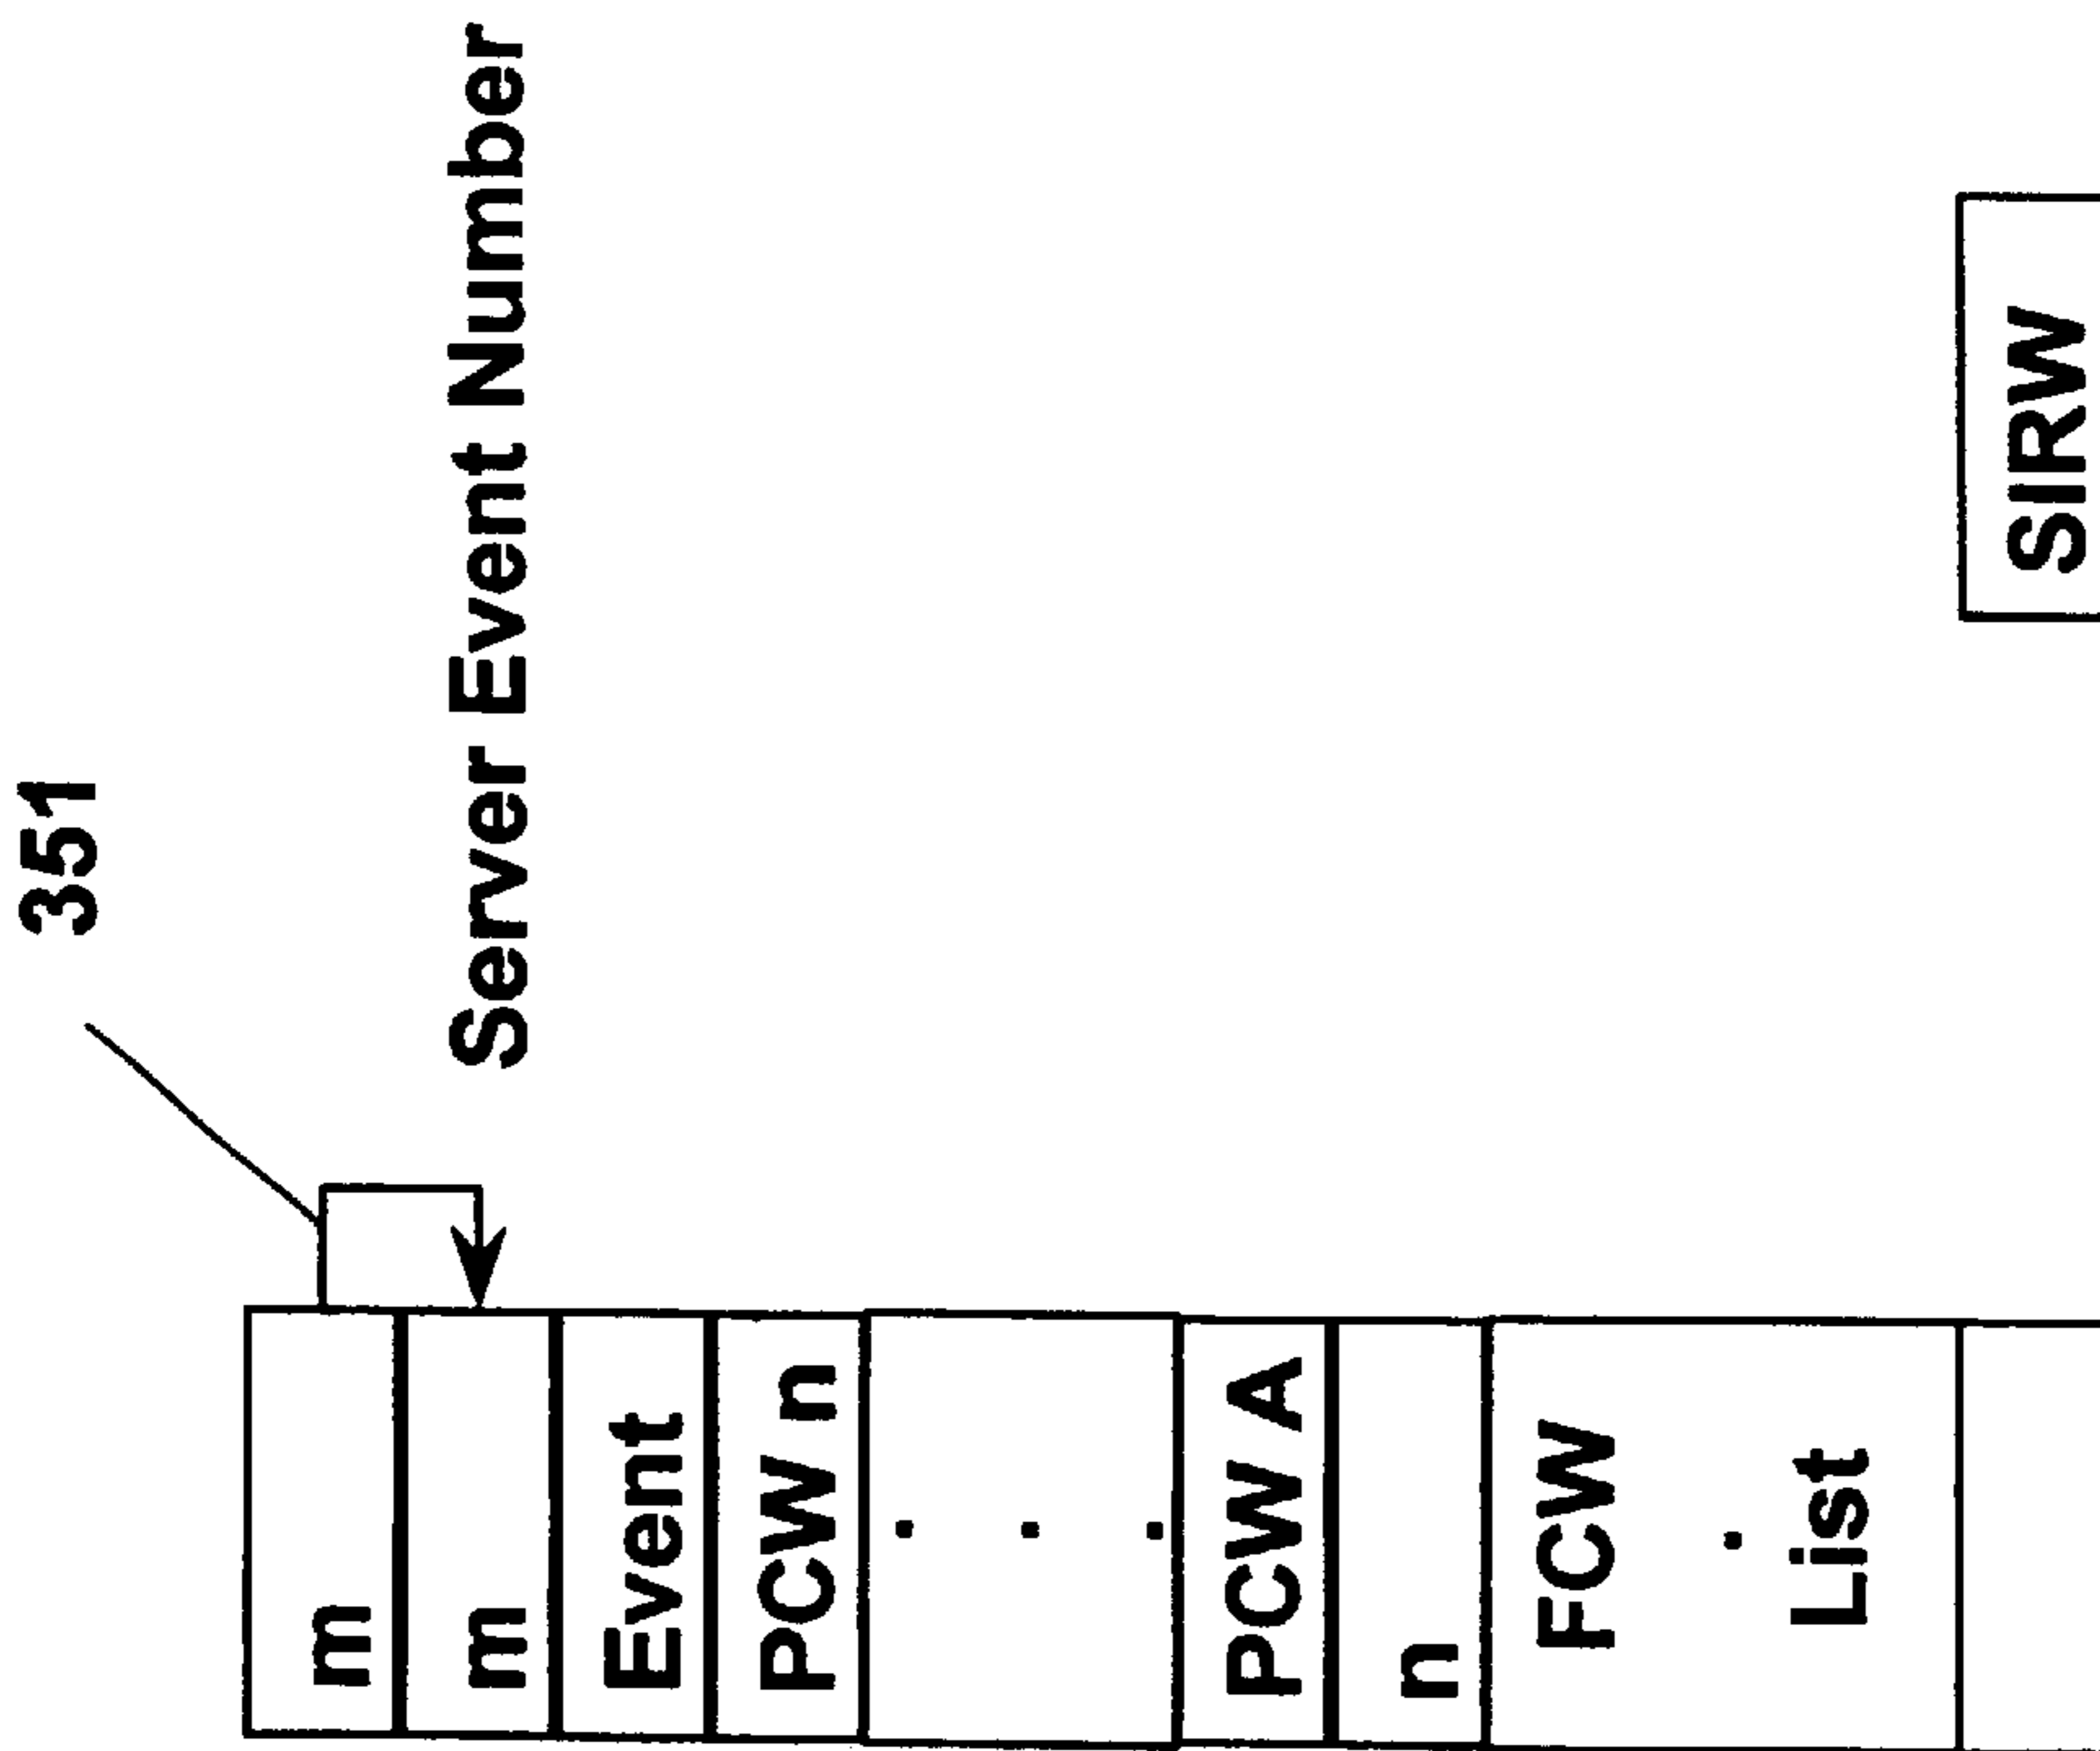 351
m
m
Server Event Number
Event
PCW n
.
.
.
PCW A
n
FCW
.
List
SIRW